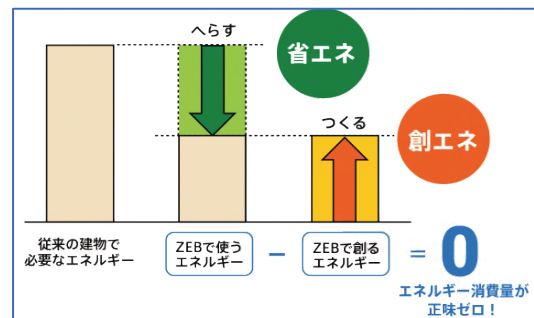 へらす
省エネ
つくる
創エネ
従来の建物で
必要なエネルギー
ZEBで使う
エネルギー
−
ZEBで創る
エネルギー
= 0
エネルギー消費量が
正味ゼロ！